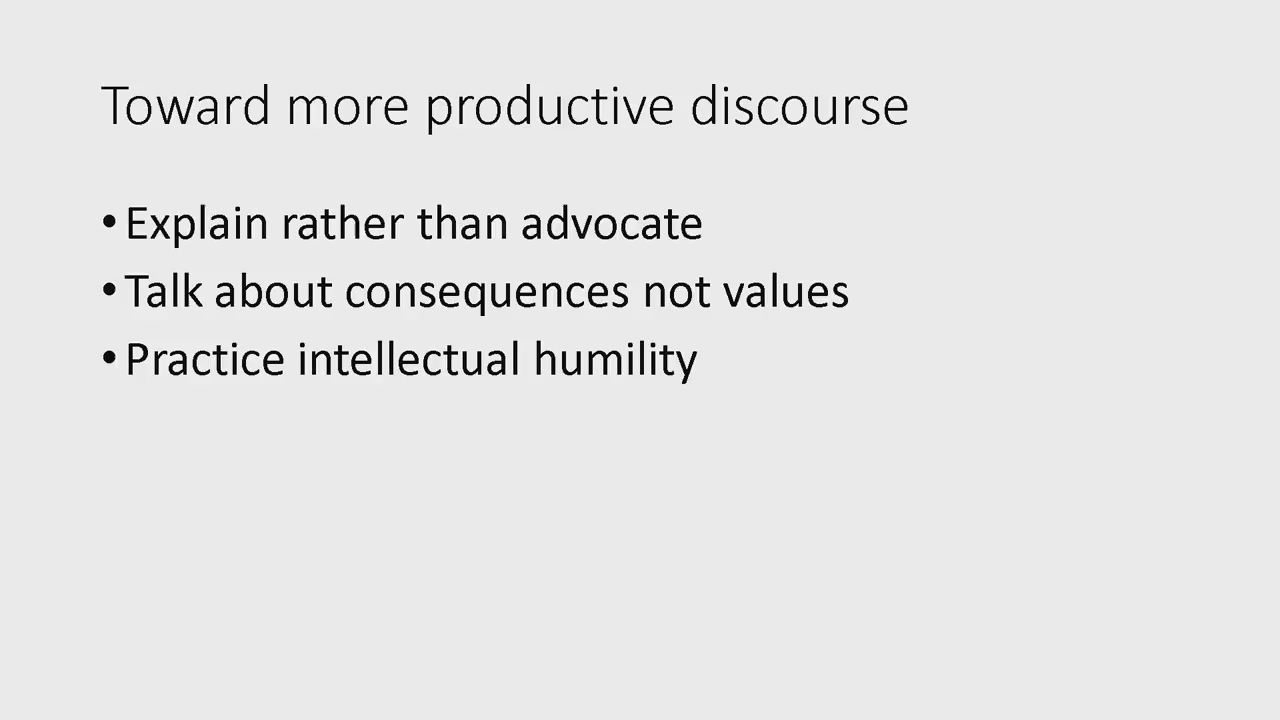 Toward more productive discourse
• Explain rather than advocate
• Talk about consequences not values
• Practice intellectual humility